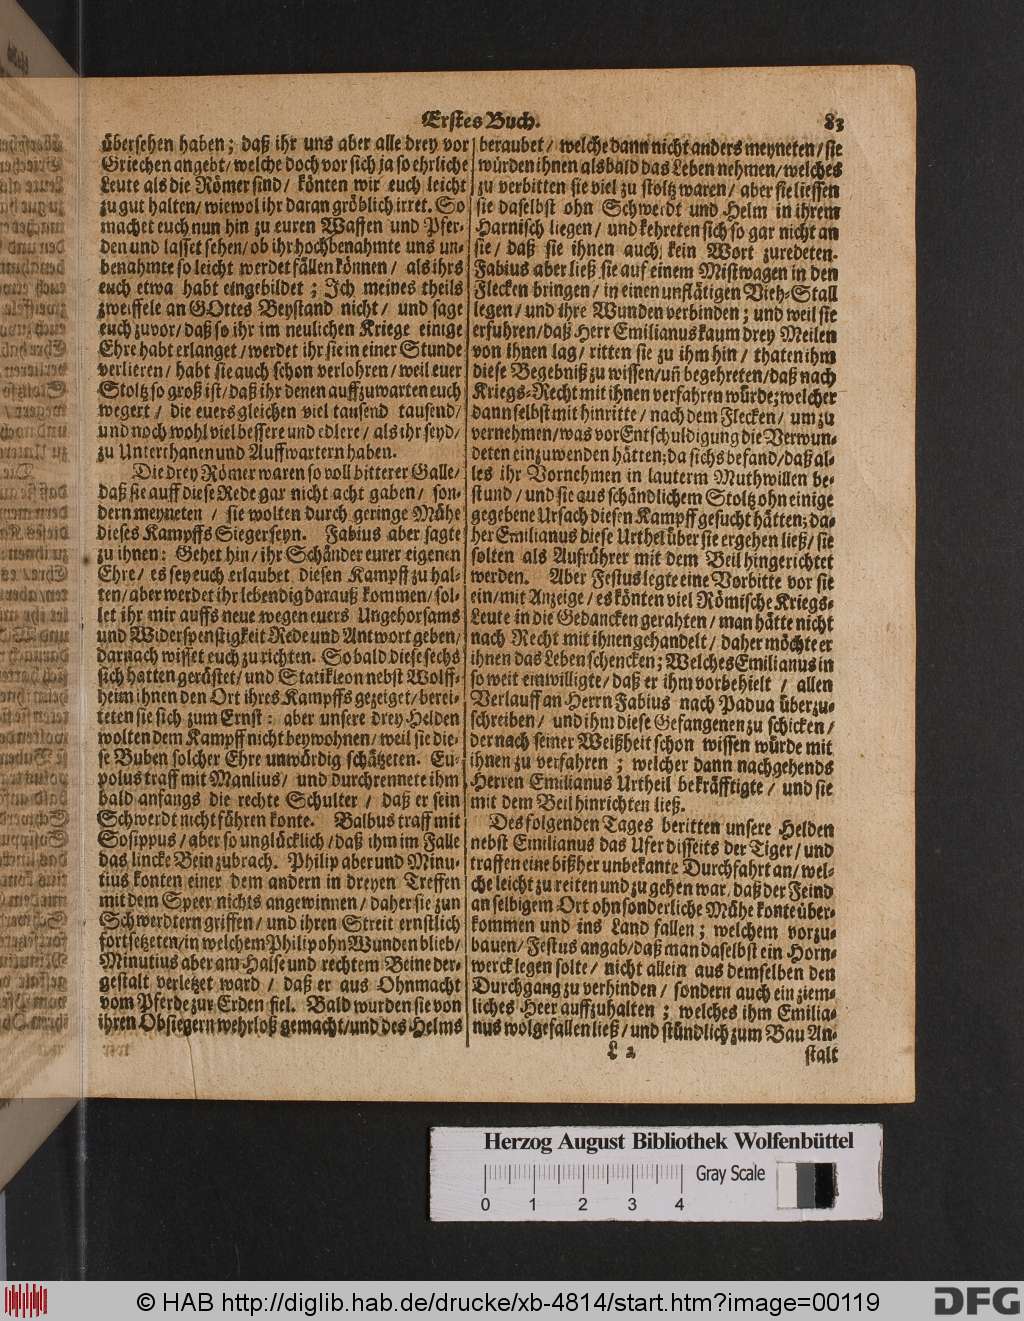 Erstes Buch.
83
übersehen haben; daß ihr uns aber alle drey vor
Griechen angebt/ welche doch vor sich ja so ehrliche
Leute als die Römer sind/ könten wir euch leicht
zu gut halten/ wiewol ihr daran gröblich irret. So
machet euch nun hin zu euren Waffen und Pfer-
den und lasset sehen/ ob ihr hochbenahmte uns un-
benahmte so leicht werdet fällen können/ als ihrs
euch etwa habt eingebildet; Ich meines theils
zweiffele an GOttes Beystand nicht/ und sage
euch zuvor/ daß so ihr im neulichen Kriege einige
Ehre habt erlanget/ werdet ihr sie in einer Stunde
verlieren/ habt sie auch schon verlohren/ weil euer
Stoltz so groß ist/ daß ihr denen auffzuwarten euch
wegert/ die euers gleichen viel tausend tausend/
und noch wohl viel bessere und edlere/ als ihr seyd/
zu Unterthanen und Auffwartern haben.
Die drey Römer waren so voll bitterer Galle/
daß sie auff diese Rede gar nicht acht gaben/ son-
dern meyneten/ sie wolten durch geringe Mühe
dieses Kampffs Sieger seyn. Fabius aber sagte
zu ihnen: Gehet hin/ ihr Schänder eurer eigenen
Ehre/ es sey euch erlaubet diesen Kampff zu hal-
ten/ aber werdet ihr lebendig darauß kommen/ sol-
let ihr mir auffs neue wegen euers Ungehorsams
und Widerspenstigkeit Rede und Antwort geben/
darnach wisset euch zu richten. So bald diese sechs
sich hatten gerüstet/ und Statikleon nebst Wolff-
heim ihnen den Ort ihres Kampffs gezeiget/ berei-
teten sie sich zum Ernst: aber unsere drey Helden
wolten dem Kampff nicht beywohnen/ weil sie die-
se Buben solcher Ehre unwürdig schätzeten. Eu-
polus traff mit Manlius/ und durchrennete ihm
bald anfangs die rechte Schulter/ daß er sein
Schwerdt nicht führen konte. Balbus traff mit
Sosippus/ aber so unglücklich/ daß ihm im Falle
das lincke Bein zubrach. Philip aber und Minu-
tius konten einer dem andern in dreyen Treffen
mit dem Speer nichts angewinnen/ daher sie zun
Schwerdtern griffen/ und ihren Streit ernstlich
fortsetzeten/ in welchem Philip ohn Wunden blieb/
Minutius aber am Halse und rechtem Beine der-
gestalt verletzet ward/ daß er aus Ohnmacht
vom Pferde zur Erden fiel. Bald wurden sie von
ihren Obsiegern wehrloß gemacht/ und des Helms
beraubet/ welche dann nicht anders meyneten/ sie
würden ihnen alsbald das Leben nehmen/ welches
zu verbitten sie viel zu stoltz waren/ aber sie liessen
sie daselbst ohn Schwerdt und Helm in ihrem
Harnisch liegen/ und kehreten sich so gar nicht an
sie/ daß sie ihnen auch kein Wort zuredeten.
Fabius aber ließ sie auf einem Mistwagen in den
Flecken bringen/ in einen unflätigen Vieh-Stall
legen/ und ihre Wunden verbinden; und weil sie
erfuhren/ daß Herr Emilianus kaum drey Meilen
von ihnen lag/ ritten sie zu ihm hin/ thaten ihm
diese Begebniß zu wissen/ uñ begehreten/ daß nach
Kriegs-Recht mit ihnen verfahren würde; welcher
dann selbst mit hinritte/ nach dem Flecken/ um zu
vernehmen/ was vor Entschuldigung die Verwun-
deten einzuwenden hätten; da sichs befand/ daß al-
les ihr Vornehmen in lauterm Muthwillen be-
stund/ und sie aus schändlichem Stoltz ohn einige
gegebene Ursach diesen Kampff gesucht hätten; da-
her Emilianus diese Urthel über sie ergehen ließ/ sie
solten als Aufrührer mit dem Beil hingerichtet
werden. Aber Festus legte eine Vorbitte vor sie
ein/ mit Anzeige/ es könten viel Römische Kriegs-
Leute in die Gedancken gerahten/ man hätte nicht
nach Recht mit ihnen gehandelt/ daher möchte er
ihnen das Leben schencken; Welches Emilianus in
so weit einwilligte/ daß er ihm vorbehielt/ allen
Verlauff an Herrn Fabius nach Padua überzu-
schreiben/ und ihm diese Gefangenen zu schicken/
der nach seiner Weißheit schon wissen würde mit
ihnen zu verfahren; welcher dann nachgehends
Herren Emilianus Urtheil bekräfftigte/ und sie
mit dem Beil hinrichten ließ.
Des folgenden Tages beritten unsere Helden
nebst Emilianus das Ufer disseits der Tiger/ und
traffen eine bißher unbekante Durchfahrt an/ wel-
che leicht zu reiten und zu gehen war, daß der Feind
an selbigem Ort ohn sonderliche Mühe konte über-
kommen und ins Land fallen; welchem vorzu-
bauen/ Festus angab/ daß man daselbst ein Horn-
werck legen solte/ nicht allein aus demselben den
Durchgang zu verhinden/ sondern auch ein ziem-
liches Heer auffzuhalten; welches ihm Emilia-
nus wolgefallen ließ/ und stündlich zum Bau An-
L 2
stalt
Herzog August Bibliothek Wolfenbüttel
0 1 2 3 4
Gray Scale
© HAB http://diglib.hab.de/drucke/xb-4814/start.htm?image=00119
DFG